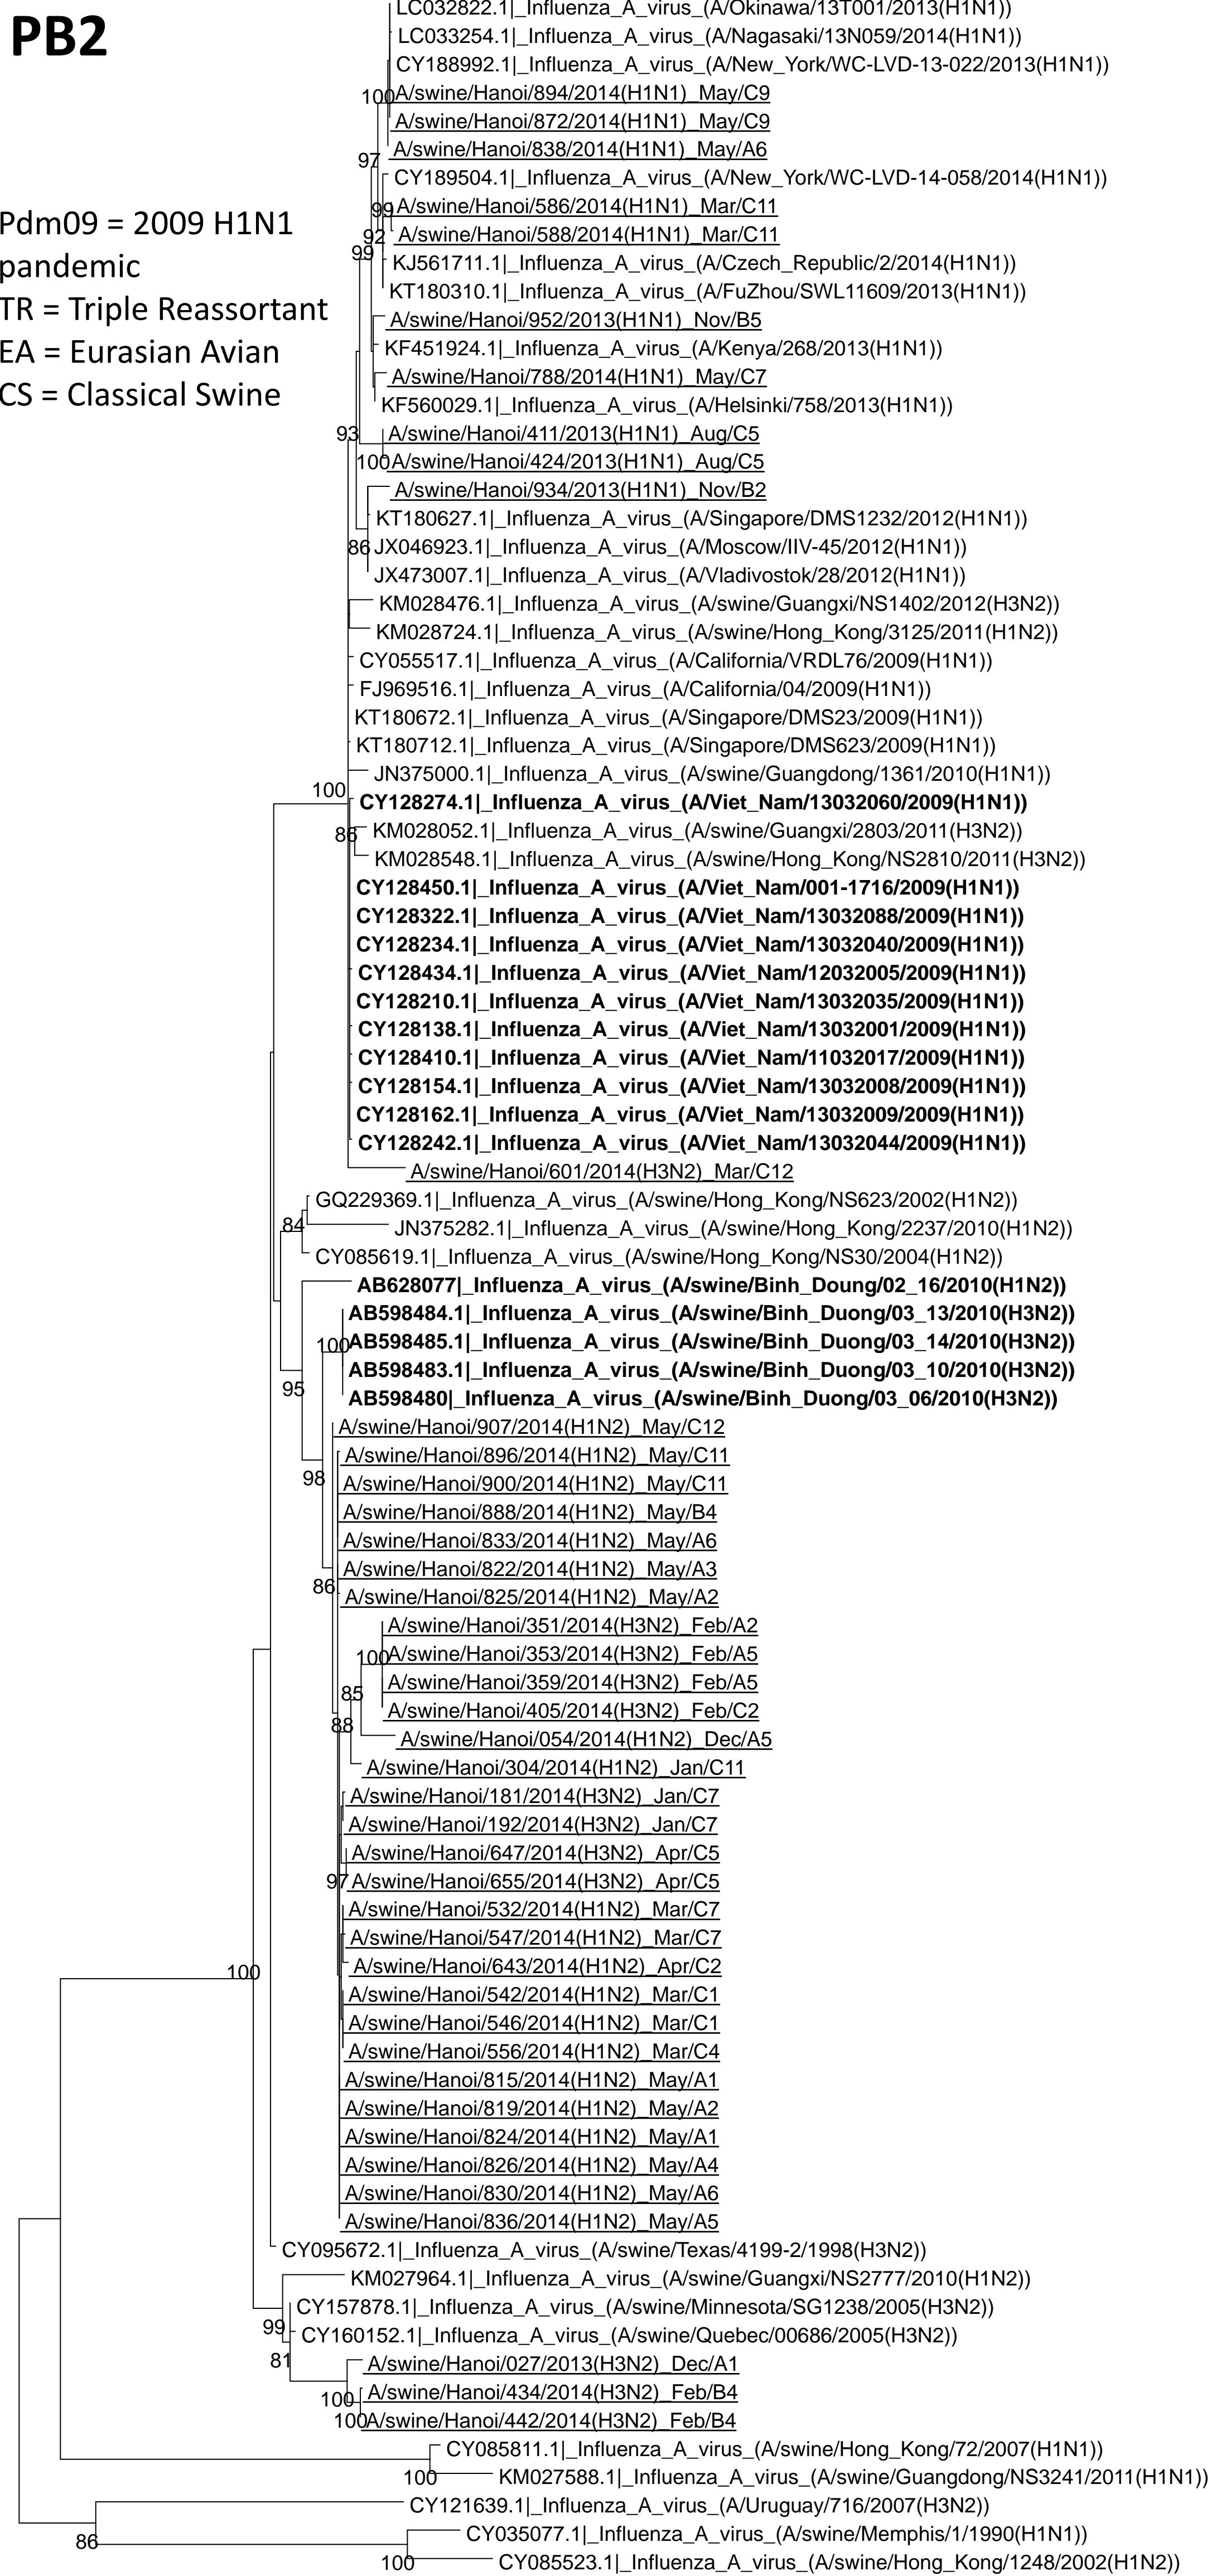 PB2
Pdm09 = 2009 H1N1
pandemic
TR = Triple Reassortant
EA = Eurasian Avian
CS = Classical Swine
LC032822.1|_Influenza_A_virus_(A/Okinawa/13T001/2013(H1N1))
LC033254.1|_Influenza_A_virus_(A/Nagasaki/13N059/2014(H1N1))
CY188992.1|_Influenza_A_virus_(A/New_York/WC-LVD-13-022/2013(H1N1))
100
A/swine/Hanoi/894/2014(H1N1)_May/C9
A/swine/Hanoi/872/2014(H1N1)_May/C9
A/swine/Hanoi/838/2014(H1N1)_May/A6
97
CY189504.1|_Influenza_A_virus_(A/New_York/WC-LVD-14-058/2014(H1N1))
99
A/swine/Hanoi/586/2014(H1N1)_Mar/C11
92
A/swine/Hanoi/588/2014(H1N1)_Mar/C11
99
KJ561711.1|_Influenza_A_virus_(A/Czech_Republic/2/2014(H1N1))
KT180310.1|_Influenza_A_virus_(A/FuZhou/SWL11609/2013(H1N1))
A/swine/Hanoi/952/2013(H1N1)_Nov/B5
KF451924.1|_Influenza_A_virus_(A/Kenya/268/2013(H1N1))
A/swine/Hanoi/788/2014(H1N1)_May/C7
KF560029.1|_Influenza_A_virus_(A/Helsinki/758/2013(H1N1))
93
A/swine/Hanoi/411/2013(H1N1)_Aug/C5
100
A/swine/Hanoi/424/2013(H1N1)_Aug/C5
A/swine/Hanoi/934/2013(H1N1)_Nov/B2
KT180627.1|_Influenza_A_virus_(A/Singapore/DMS1232/2012(H1N1))
86
JX046923.1|_Influenza_A_virus_(A/Moscow/IIV-45/2012(H1N1))
JX473007.1|_Influenza_A_virus_(A/Vladivostok/28/2012(H1N1))
KM028476.1|_Influenza_A_virus_(A/swine/Guangxi/NS1402/2012(H3N2))
KM028724.1|_Influenza_A_virus_(A/swine/Hong_Kong/3125/2011(H1N2))
CY055517.1|_Influenza_A_virus_(A/California/VRDL76/2009(H1N1))
FJ969516.1|_Influenza_A_virus_(A/California/04/2009(H1N1))
KT180672.1|_Influenza_A_virus_(A/Singapore/DMS23/2009(H1N1))
KT180712.1|_Influenza_A_virus_(A/Singapore/DMS623/2009(H1N1))
JN375000.1|_Influenza_A_virus_(A/swine/Guangdong/1361/2010(H1N1))
100
CY128274.1|_Influenza_A_virus_(A/Viet_Nam/13032060/2009(H1N1))
86
KM028052.1|_Influenza_A_virus_(A/swine/Guangxi/2803/2011(H3N2))
KM028548.1|_Influenza_A_virus_(A/swine/Hong_Kong/NS2810/2011(H3N2))
CY128450.1|_Influenza_A_virus_(A/Viet_Nam/001-1716/2009(H1N1))
CY128322.1|_Influenza_A_virus_(A/Viet_Nam/13032088/2009(H1N1))
CY128234.1|_Influenza_A_virus_(A/Viet_Nam/13032040/2009(H1N1))
CY128434.1|_Influenza_A_virus_(A/Viet_Nam/12032005/2009(H1N1))
CY128210.1|_Influenza_A_virus_(A/Viet_Nam/13032035/2009(H1N1))
CY128138.1|_Influenza_A_virus_(A/Viet_Nam/13032001/2009(H1N1))
CY128410.1|_Influenza_A_virus_(A/Viet_Nam/11032017/2009(H1N1))
CY128154.1|_Influenza_A_virus_(A/Viet_Nam/13032008/2009(H1N1))
CY128162.1|_Influenza_A_virus_(A/Viet_Nam/13032009/2009(H1N1))
CY128242.1|_Influenza_A_virus_(A/Viet_Nam/13032044/2009(H1N1))
A/swine/Hanoi/601/2014(H3N2)_Mar/C12
GQ229369.1|_Influenza_A_virus_(A/swine/Hong_Kong/NS623/2002(H1N2))
84
JN375282.1|_Influenza_A_virus_(A/swine/Hong_Kong/2237/2010(H1N2))
CY085619.1|_Influenza_A_virus_(A/swine/Hong_Kong/NS30/2004(H1N2))
AB628077|_Influenza_A_virus_(A/swine/Binh_Doung/02_16/2010(H1N2))
AB598484.1|_Influenza_A_virus_(A/swine/Binh_Duong/03_13/2010(H3N2))
100
AB598485.1|_Influenza_A_virus_(A/swine/Binh_Duong/03_14/2010(H3N2))
AB598483.1|_Influenza_A_virus_(A/swine/Binh_Duong/03_10/2010(H3N2))
95
AB598480|_Influenza_A_virus_(A/swine/Binh_Duong/03_06/2010(H3N2))
A/swine/Hanoi/907/2014(H1N2)_May/C12
A/swine/Hanoi/896/2014(H1N2)_May/C11
98
A/swine/Hanoi/900/2014(H1N2)_May/C11
A/swine/Hanoi/888/2014(H1N2)_May/B4
A/swine/Hanoi/833/2014(H1N2)_May/A6
A/swine/Hanoi/822/2014(H1N2)_May/A3
86
A/swine/Hanoi/825/2014(H1N2)_May/A2
A/swine/Hanoi/351/2014(H3N2)_Feb/A2
100
A/swine/Hanoi/353/2014(H3N2)_Feb/A5
A/swine/Hanoi/359/2014(H3N2)_Feb/A5
85
A/swine/Hanoi/405/2014(H3N2)_Feb/C2
88
A/swine/Hanoi/054/2014(H1N2)_Dec/A5
A/swine/Hanoi/304/2014(H1N2)_Jan/C11
A/swine/Hanoi/181/2014(H3N2)_Jan/C7
A/swine/Hanoi/192/2014(H3N2)_Jan/C7
A/swine/Hanoi/647/2014(H3N2)_Apr/C5
97
A/swine/Hanoi/655/2014(H3N2)_Apr/C5
A/swine/Hanoi/532/2014(H1N2)_Mar/C7
A/swine/Hanoi/547/2014(H1N2)_Mar/C7
A/swine/Hanoi/643/2014(H1N2)_Apr/C2
100
A/swine/Hanoi/542/2014(H1N2)_Mar/C1
A/swine/Hanoi/546/2014(H1N2)_Mar/C1
A/swine/Hanoi/556/2014(H1N2)_Mar/C4
A/swine/Hanoi/815/2014(H1N2)_May/A1
A/swine/Hanoi/819/2014(H1N2)_May/A2
A/swine/Hanoi/824/2014(H1N2)_May/A1
A/swine/Hanoi/826/2014(H1N2)_May/A4
A/swine/Hanoi/830/2014(H1N2)_May/A6
A/swine/Hanoi/836/2014(H1N2)_May/A5
CY095672.1|_Influenza_A_virus_(A/swine/Texas/4199-2/1998(H3N2))
KM027964.1|_Influenza_A_virus_(A/swine/Guangxi/NS2777/2010(H1N2))
CY157878.1|_Influenza_A_virus_(A/swine/Minnesota/SG1238/2005(H3N2))
99
CY160152.1|_Influenza_A_virus_(A/swine/Quebec/00686/2005(H3N2))
81
A/swine/Hanoi/027/2013(H3N2)_Dec/A1
100
A/swine/Hanoi/434/2014(H3N2)_Feb/B4
100
A/swine/Hanoi/442/2014(H3N2)_Feb/B4
CY085811.1|_Influenza_A_virus_(A/swine/Hong_Kong/72/2007(H1N1))
100
KM027588.1|_Influenza_A_virus_(A/swine/Guangdong/NS3241/2011(H1N1))
CY121639.1|_Influenza_A_virus_(A/Uruguay/716/2007(H3N2))
86
CY035077.1|_Influenza_A_virus_(A/swine/Memphis/1/1990(H1N1))
100
CY085523.1|_Influenza_A_virus_(A/swine/Hong_Kong/1248/2002(H1N2))